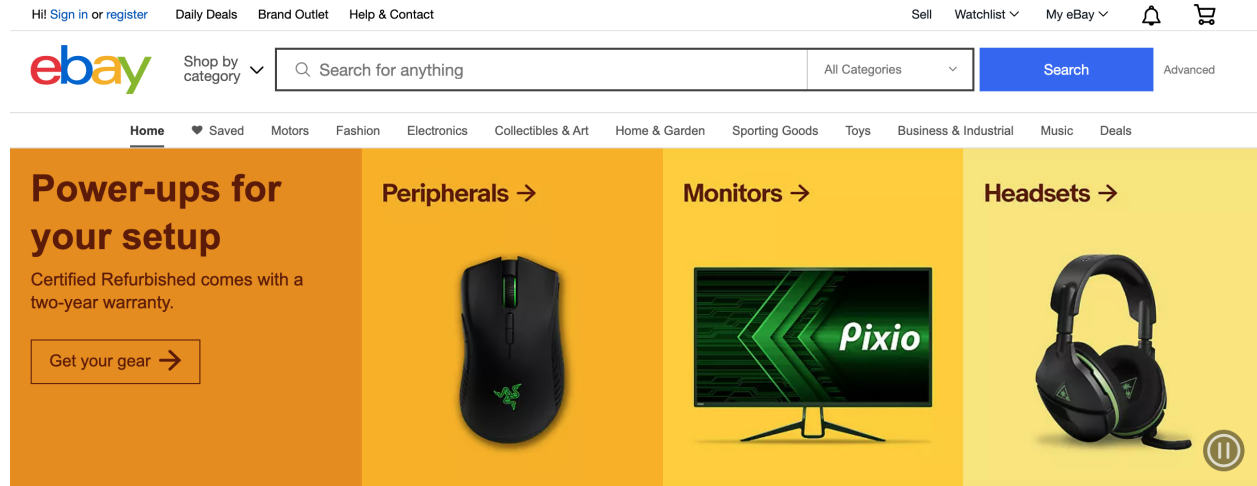 Hi! Sign in or register Daily Deals Brand Outlet Help & Contact Sell Watchlist My eBay
ebay Shop by category Search for anything All Categories Search Advanced
Home Saved Motors Fashion Electronics Collectibles & Art Home & Garden Sporting Goods Toys Business & Industrial Music Deals
Power-ups for
your setup
Certified Refurbished comes with a
two-year warranty.
Get your gear →
Peripherals →
Monitors →
Pixio
Headsets →